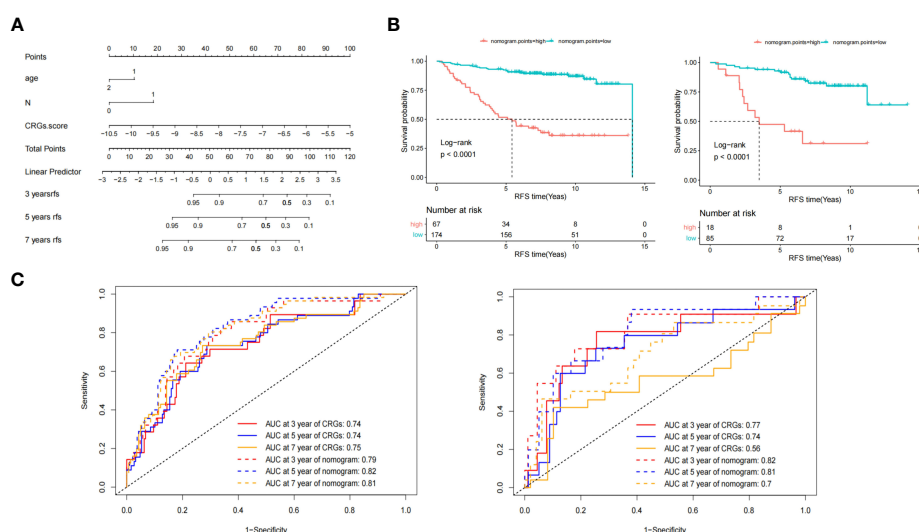 A
Points
0 10 20 30 40 50 60 70 80 90 100
age
1
2
N
1
0
CRGs.score
-10.5 -10 -9.5 -9 -8.5 -8 -7.5 -7 -6.5 -6 -5.5 -5
Total Points
0 10 20 30 40 50 60 70 80 90 100 110 120
Linear Predictor
-3 -2.5 -2 -1.5 -1 -0.5 0 0.5 1 1.5 2 2.5 3 3.5
3 yearsrfs
0.95 0.9 0.7 0.5 0.3 0.1
5 years rfs
0.95 0.9 0.7 0.5 0.3 0.1
7 years rfs
0.95 0.9 0.7 0.5 0.3 0.1
B
nomogram.points=high nomogram.points=low
Survival probability
1.00
0.75
0.50
0.25
0.00
Log-rank
p < 0.0001
0 5 10 15
RFS time(Yeas)
Number at risk
high 67 34 8 0
low 174 156 51 0
0 5 10 15
RFS time(Yeas)
nomogram.points=high nomogram.points=low
Survival probability
1.00
0.75
0.50
0.25
0.00
Log-rank
p < 0.0001
0 5 10 15
RFS time(Yeas)
Number at risk
high 18 8 1
low 85 72 17
0 5 10 15
RFS time(Yeas)
C
Sensitivity
1.0
0.8
0.6
0.4
0.2
0.0
AUC at 3 year of CRGs: 0.74
AUC at 5 year of CRGs: 0.74
AUC at 7 year of CRGs: 0.75
AUC at 3 year of nomogram: 0.79
AUC at 5 year of nomogram: 0.82
AUC at 7 year of nomogram: 0.81
0.0 0.2 0.4 0.6 0.8 1.0
1-Specificity
Sensitivity
1.0
0.8
0.6
0.4
0.2
0.0
AUC at 3 year of CRGs: 0.77
AUC at 5 year of CRGs: 0.74
AUC at 7 year of CRGs: 0.56
AUC at 3 year of nomogram: 0.82
AUC at 5 year of nomogram: 0.81
AUC at 7 year of nomogram: 0.7
0.0 0.2 0.4 0.6 0.8 1.0
1-Specificity